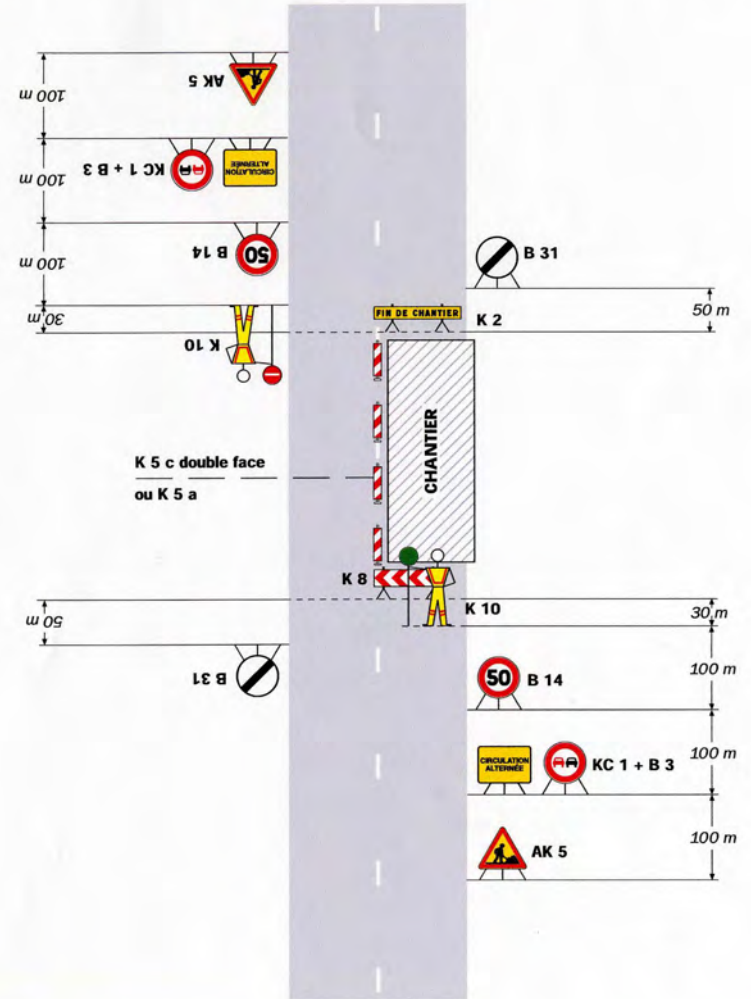 AK 5
100 m
KC 1 + B 3
CIRCULATION
ALTERNÉE
100 m
B 14
50
100 m
30 m
K 10
B 31
50 m
FIN DE CHANTIER
K 2
CHANTIER
K 5 c double face
ou K 5 a
K 8
K 10
30 m
50 m
B 31
50
B 14
100 m
CIRCULATION
ALTERNÉE
KC 1 + B 3
100 m
AK 5
100 m